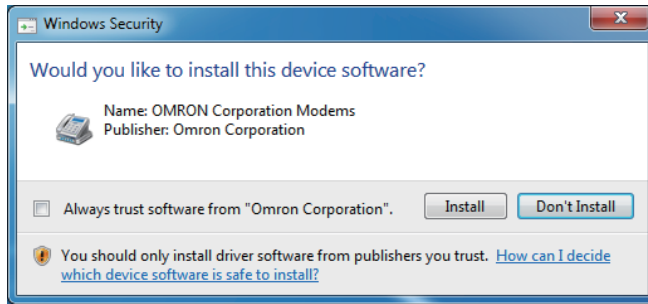 Windows Security
Would you like to install this device software?
Name: OMRON Corporation Modems
Publisher: Omron Corporation
Always trust software from "Omron Corporation".
Install
Don't Install
You should only install driver software from publishers you trust. How can I decide
which device software is safe to install?